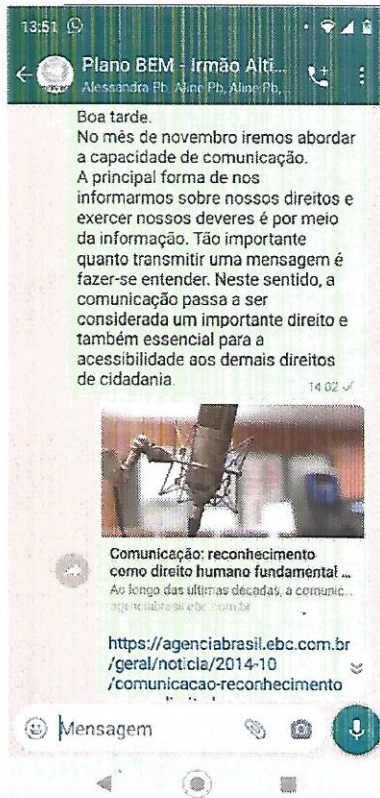 13:51
Plano BEM - Irmão Altí...
Alessandra Pb, Aline Pb, Aline Pb,...
Boa tarde.
No mês de novembro iremos abordar
a capacidade de comunicação.
A principal forma de nos
informarmos sobre nossos direitos e
exercer nossos deveres é por meio
da informação. Tão importante
quanto transmitir uma mensagem é
fazer-se entender. Neste sentido, a
comunicação passa a ser
considerada um importante direito e
também essencial para a
acessibilidade aos demais direitos
de cidadania.
14:02
Comunicação: reconhecimento
como direito humano fundamental ...
Ao longo das ultimas decadas, a comunic...
agenciabrasil.ebc.com.br
https://agenciabrasil.ebc.com.br
/geral/noticia/2014-10
/comunicacao-reconhecimento
Mensagem